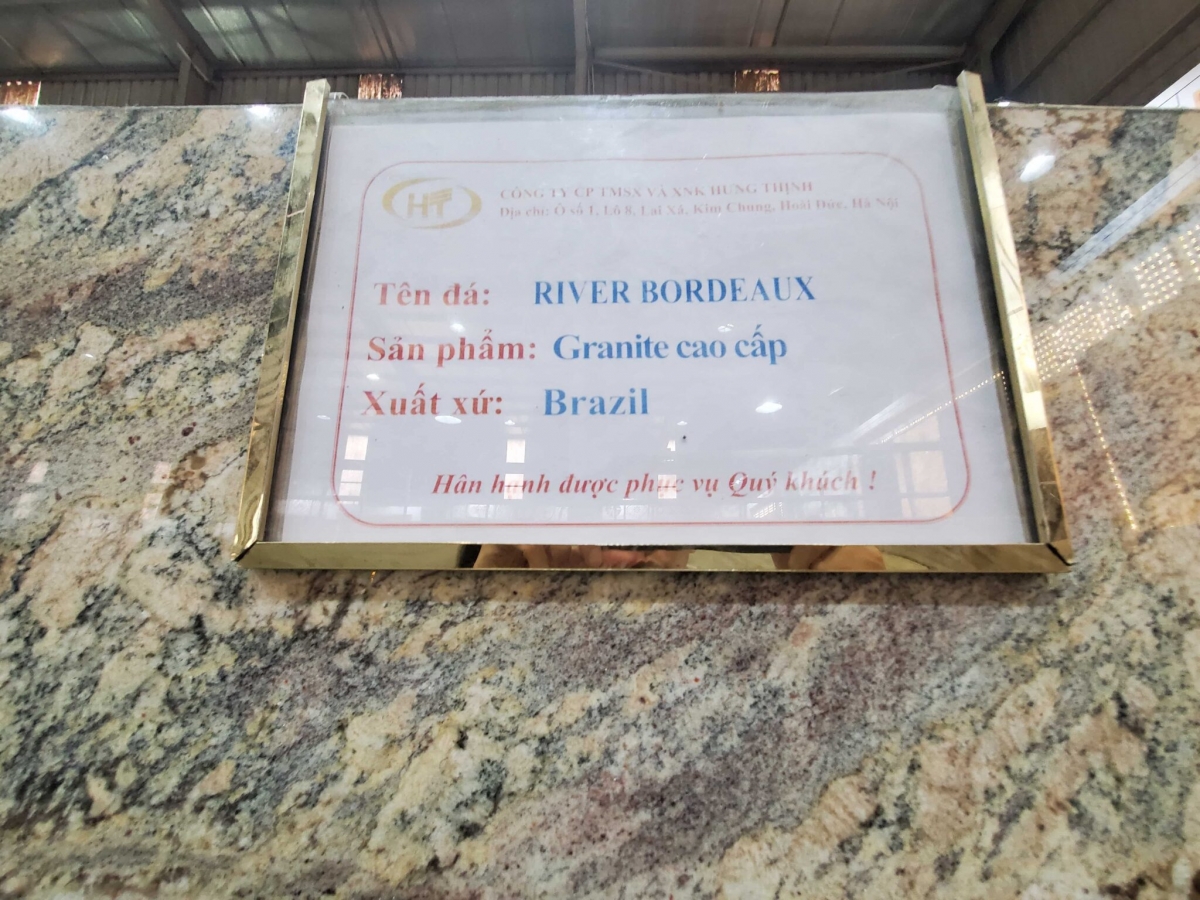 HT
CÔNG TY CP TMSX VÀ XNK HƯNG THỊNH
Địa chỉ: Ô số 1, Lô 8, Lai Xá, Kim Chung, Hoài Đức, Hà Nội
Tên đá: RIVER BORDEAUX
Sản phẩm: Granite cao cấp
Xuất xứ: Brazil
Hân hạnh được phục vụ Quý khách !